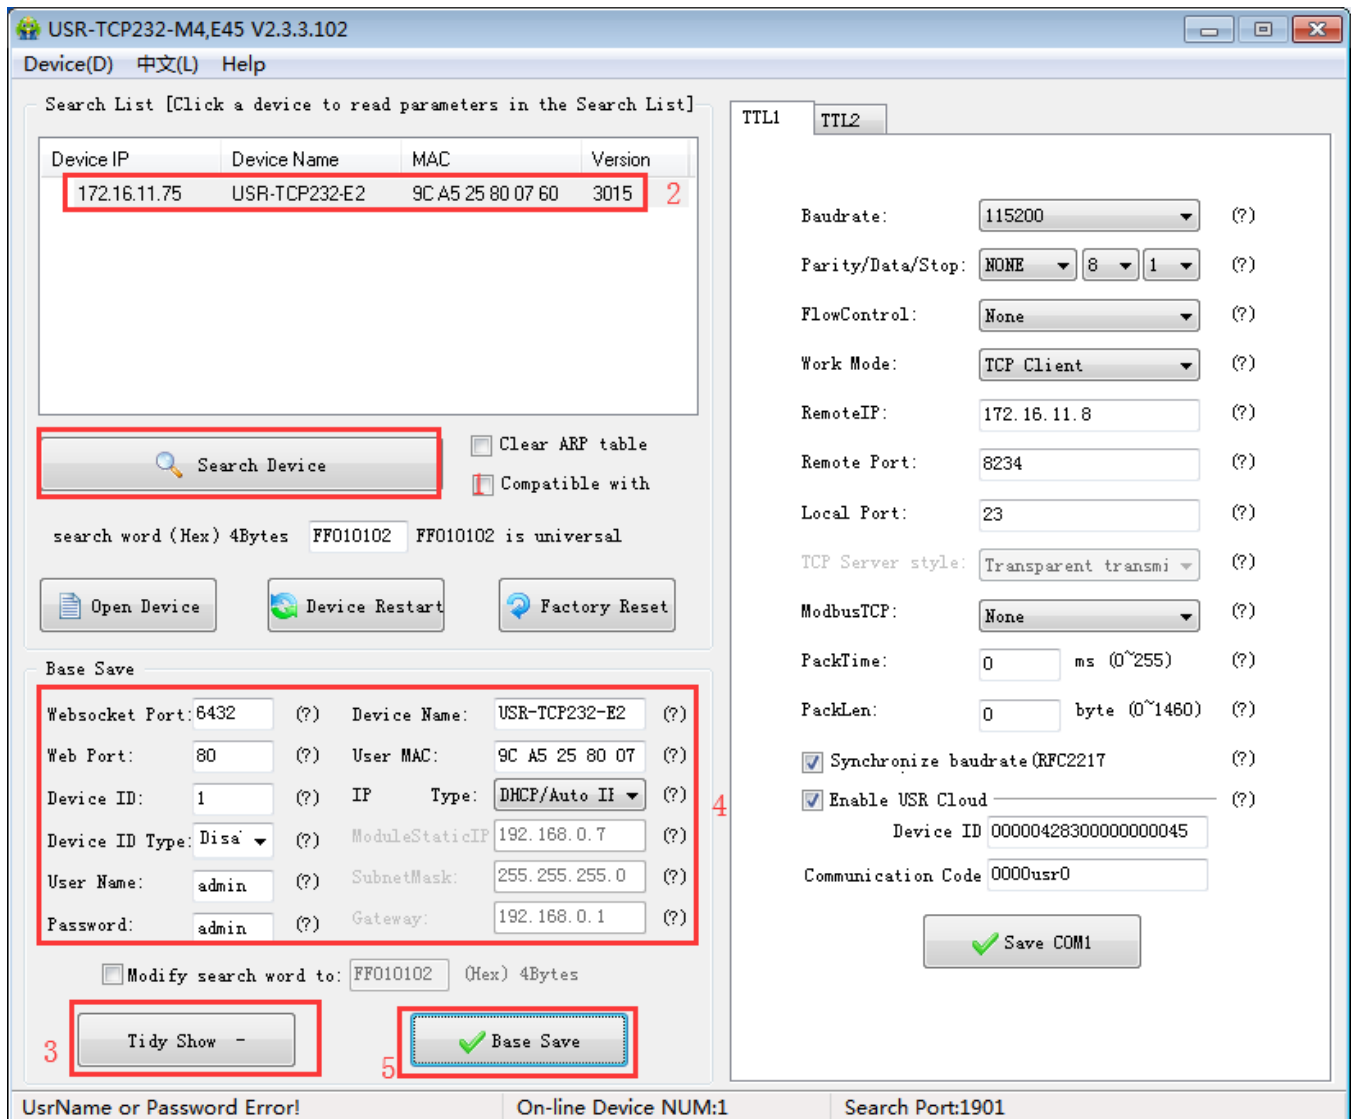 USR-TCP232-M4,E45 V2.3.3.102
Device(D) 中文(L) Help
Search List [Click a device to read parameters in the Search List]
Device IP Device Name MAC Version
172.16.11.75 USR-TCP232-E2 9C A5 25 80 07 60 3015 2
Search Device
Clear ARP table
1 Compatible with
search word (Hex) 4Bytes FF010102 FF010102 is universal
Open Device Device Restart Factory Reset
Base Save
Websocket Port: 6432 (?) Device Name: USR-TCP232-E2 (?)
Web Port: 80 (?) User MAC: 9C A5 25 80 07 (?)
Device ID: 1 (?) IP Type: DHCP/Auto II (?) 4
Device ID Type: Disa (?) ModuleStaticIP 192.168.0.7 (?)
User Name: admin (?) SubnetMask: 255.255.255.0 (?)
Password: admin (?) Gateway: 192.168.0.1 (?)
Modify search word to: FF010102 (Hex) 4Bytes
3 Tidy Show - 5 Base Save
TTL1 TTL2
Baudrate: 115200 (?)
Parity/Data/Stop: NONE 8 1 (?)
FlowControl: None (?)
Work Mode: TCP Client (?)
RemoteIP: 172.16.11.8 (?)
Remote Port: 8234 (?)
Local Port: 23 (?)
TCP Server style: Transparent transmi (?)
ModbusTCP: None (?)
PackTime: 0 ms (0~255) (?)
PackLen: 0 byte (0~1460) (?)
Synchronize baudrate(RFC2217 (?)
Enable USR Cloud (?)
Device ID 00000428300000000045
Communication Code 0000usr0
Save COM1
UsrName or Password Error! On-line Device NUM:1 Search Port:1901